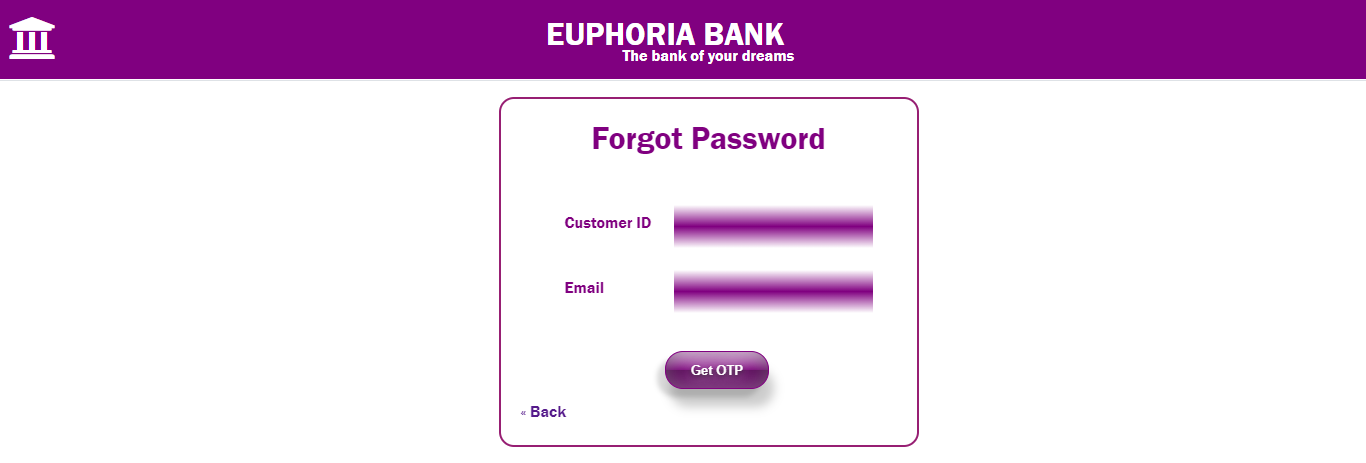 EUPHORIA BANK
The bank of your dreams
Forgot Password
Customer ID
Email
Get OTP
« Back